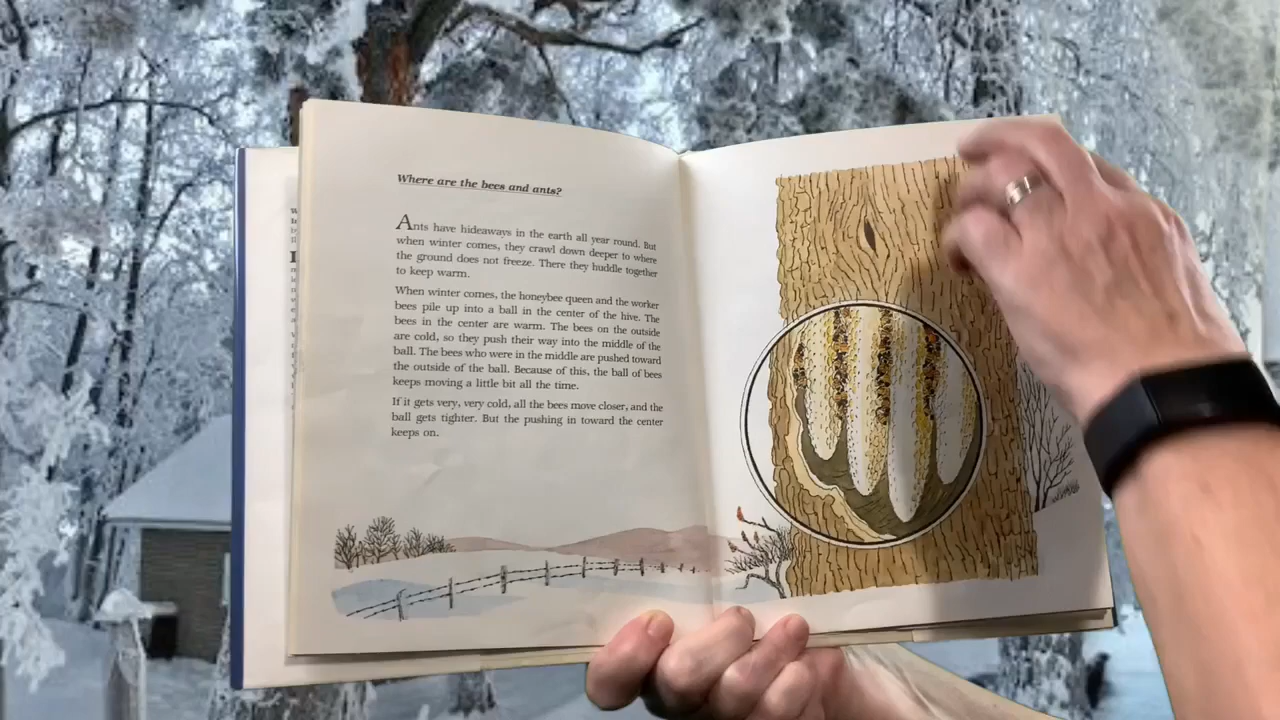 Where are the bees and ants?
Ants have hideaways in the earth all year round. But
when winter comes, they crawl down deeper to where
the ground does not freeze. There they huddle together
to keep warm.
When winter comes, the honeybee queen and the worker
bees pile up into a ball in the center of the hive. The
bees in the center are warm. The bees on the outside
are cold, so they push their way into the middle of the
ball. The bees who were in the middle are pushed toward
the outside of the ball. Because of this, the ball of bees
keeps moving a little bit all the time.
If it gets very, very cold, all the bees move closer, and the
ball gets tighter. But the pushing in toward the center
keeps on.